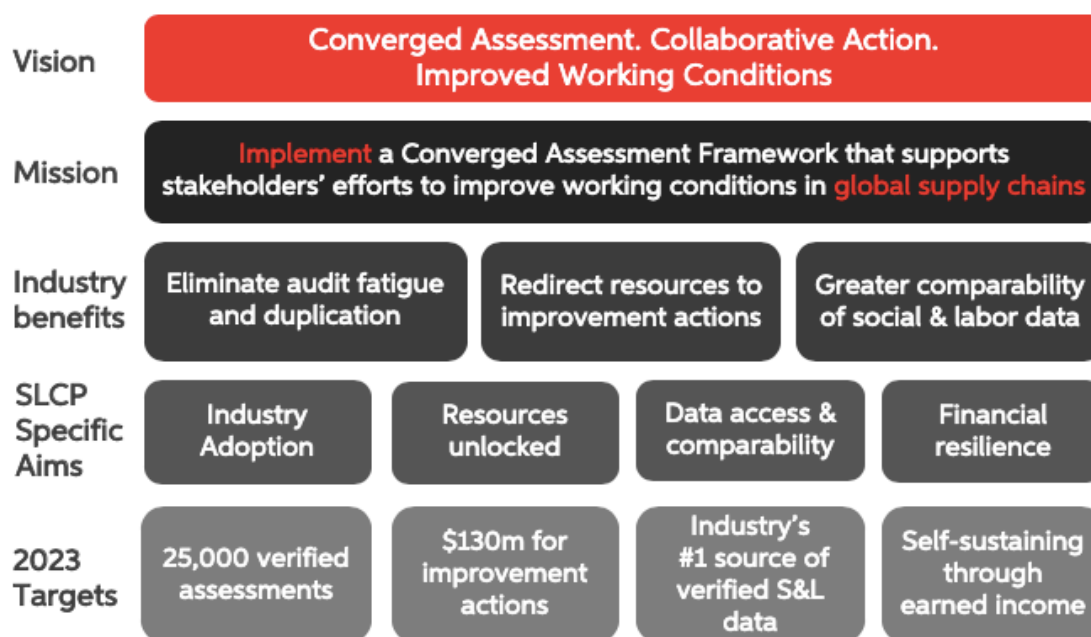 Vision
Converged Assessment. Collaborative Action.
Improved Working Conditions
Mission
Implement a Converged Assessment Framework that supports
stakeholders' efforts to improve working conditions in global supply chains
Industry
benefits
Eliminate audit fatigue
and duplication
Redirect resources to
improvement actions
Greater comparability
of social & labor data
SLCP
Specific
Aims
Industry
Adoption
Resources
unlocked
Data access &
comparability
Financial
resilience
2023
Targets
25,000 verified
assessments
$130m for
improvement
actions
Industry's
#1 source of
verified S&L
data
Self-sustaining
through
earned income